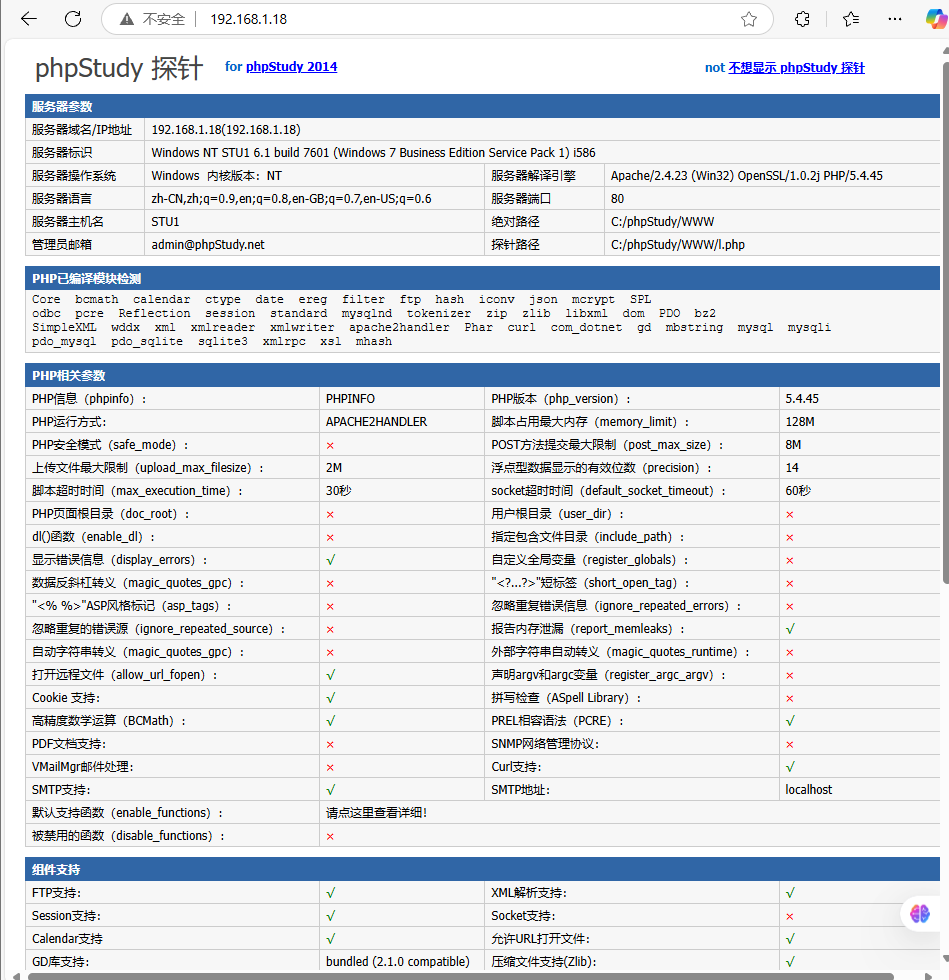 不安全 192.168.1.18
phpStudy 探针 for phpStudy 2014 not 不想显示 phpStudy 探针
服务器参数
服务器域名/IP地址 192.168.1.18(192.168.1.18)
服务器标识 Windows NT STU1 6.1 build 7601 (Windows 7 Business Edition Service Pack 1) i586
服务器操作系统 Windows 内核版本：NT 服务器解译引擎 Apache/2.4.23 (Win32) OpenSSL/1.0.2j PHP/5.4.45
服务器语言 zh-CN,zh;q=0.9,en;q=0.8,en-GB;q=0.7,en-US;q=0.6 服务器端口 80
服务器主机名 STU1 绝对路径 C:/phpStudy/WWW
管理员邮箱 admin@phpStudy.net 探针路径 C:/phpStudy/WWW/l.php
PHP已编译模块检测
Core bcmath calendar ctype date ereg filter ftp hash iconv json mcrypt SPL
odbc pcre Reflection session standard mysqlnd tokenizer zip zlib libxml dom PDO bz2
SimpleXML wddx xml xmlreader xmlwriter apache2handler Phar curl com_dotnet gd mbstring mysql mysqli
pdo_mysql pdo_sqlite sqlite3 xmlrpc xsl mhash
PHP相关参数
PHP信息（phpinfo）： PHPINFO PHP版本（php_version）： 5.4.45
PHP运行方式： APACHE2HANDLER 脚本占用最大内存（memory_limit）： 128M
PHP安全模式（safe_mode）： × POST方法提交最大限制（post_max_size）： 8M
上传文件最大限制（upload_max_filesize）： 2M 浮点型数据显示的有效位数（precision）： 14
脚本超时时间（max_execution_time）： 30秒 socket超时时间（default_socket_timeout）： 60秒
PHP页面根目录（doc_root）： × 用户根目录（user_dir）： ×
dl()函数（enable_dl）： × 指定包含文件目录（include_path）： ×
显示错误信息（display_errors）： √ 自定义全局变量（register_globals）： ×
数据反斜杠转义（magic_quotes_gpc）： × "<?...?>"短标签（short_open_tag）： ×
"<% %>"ASP风格标记（asp_tags）： × 忽略重复错误信息（ignore_repeated_errors）： ×
忽略重复的错误源（ignore_repeated_source）： × 报告内存泄漏（report_memleaks）： √
自动字符串转义（magic_quotes_gpc）： × 外部字符串自动转义（magic_quotes_runtime）： ×
打开远程文件（allow_url_fopen）： √ 声明argv和argc变量（register_argc_argv）： ×
Cookie 支持： √ 拼写检查（ASpell Library）： ×
高精度数学运算（BCMath）： √ PREL相容语法（PCRE）： √
PDF文档支持： × SNMP网络管理协议： ×
VMailMgr邮件处理： × Curl支持： √
SMTP支持： √ SMTP地址： localhost
默认支持函数（enable_functions）： 请点这里查看详细！
被禁用的函数（disable_functions）： ×
组件支持
FTP支持： √ XML解析支持： √
Session支持： √ Socket支持： ×
Calendar支持 √ 允许URL打开文件： √
GD库支持： bundled (2.1.0 compatible) 压缩文件支持(Zlib)： √